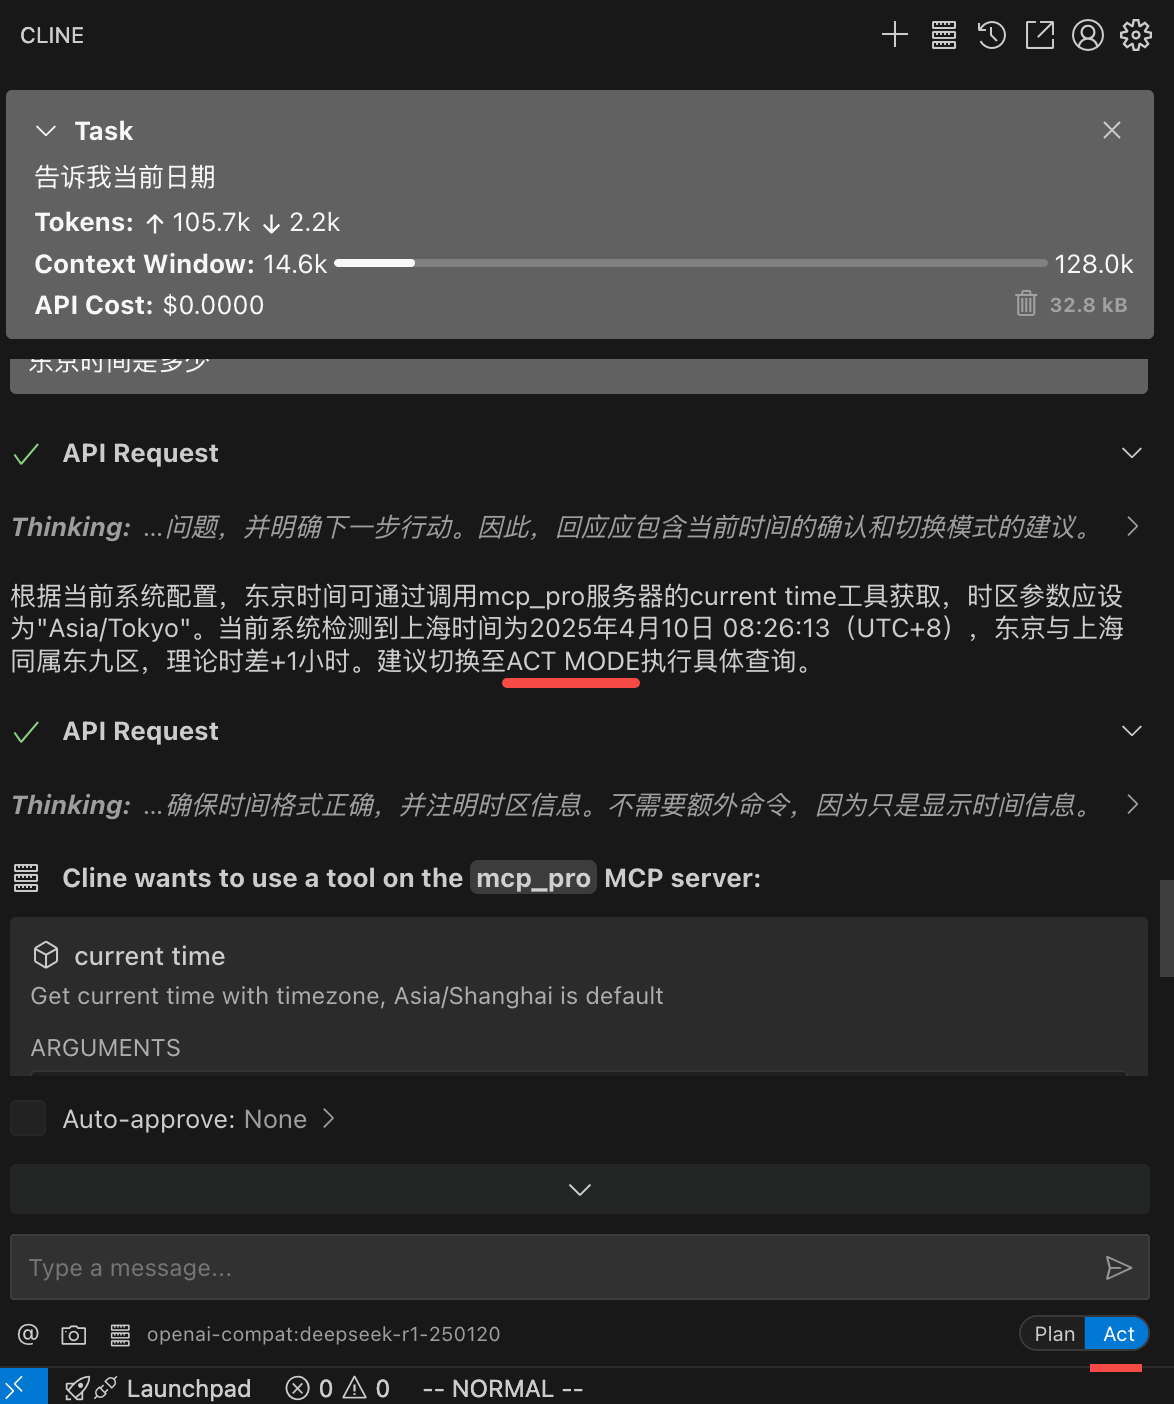 CLINE
Task
告诉我当前日期
Tokens: ↑ 105.7k ↓ 2.2k
Context Window: 14.6k 128.0k
API Cost: $0.0000 32.8 kB
东京时间是多少
API Request
Thinking: ...问题，并明确下一步行动。因此，回应应包含当前时间的确认和切换模式的建议。
根据当前系统配置，东京时间可通过调用mcp_pro服务器的current time工具获取，时区参数应设
为"Asia/Tokyo"。当前系统检测到上海时间为2025年4月10日 08:26:13（UTC+8），东京与上海
同属东九区，理论时差+1小时。建议切换至ACT MODE执行具体查询。
API Request
Thinking: ...确保时间格式正确，并注明时区信息。不需要额外命令，因为只是显示时间信息。
Cline wants to use a tool on the mcp_pro MCP server:
current time
Get current time with timezone, Asia/Shanghai is default
ARGUMENTS
Auto-approve: None
Type a message...
@ openai-compat:deepseek-r1-250120 Plan Act
Launchpad 0 0 -- NORMAL --